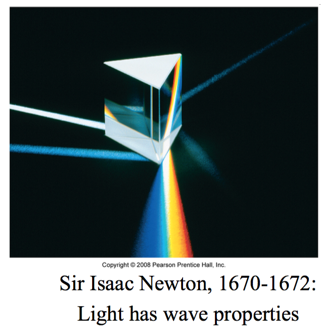 Copyright © 2008 Pearson Prentice Hall, Inc.
Sir Isaac Newton, 1670-1672:
Light has wave properties